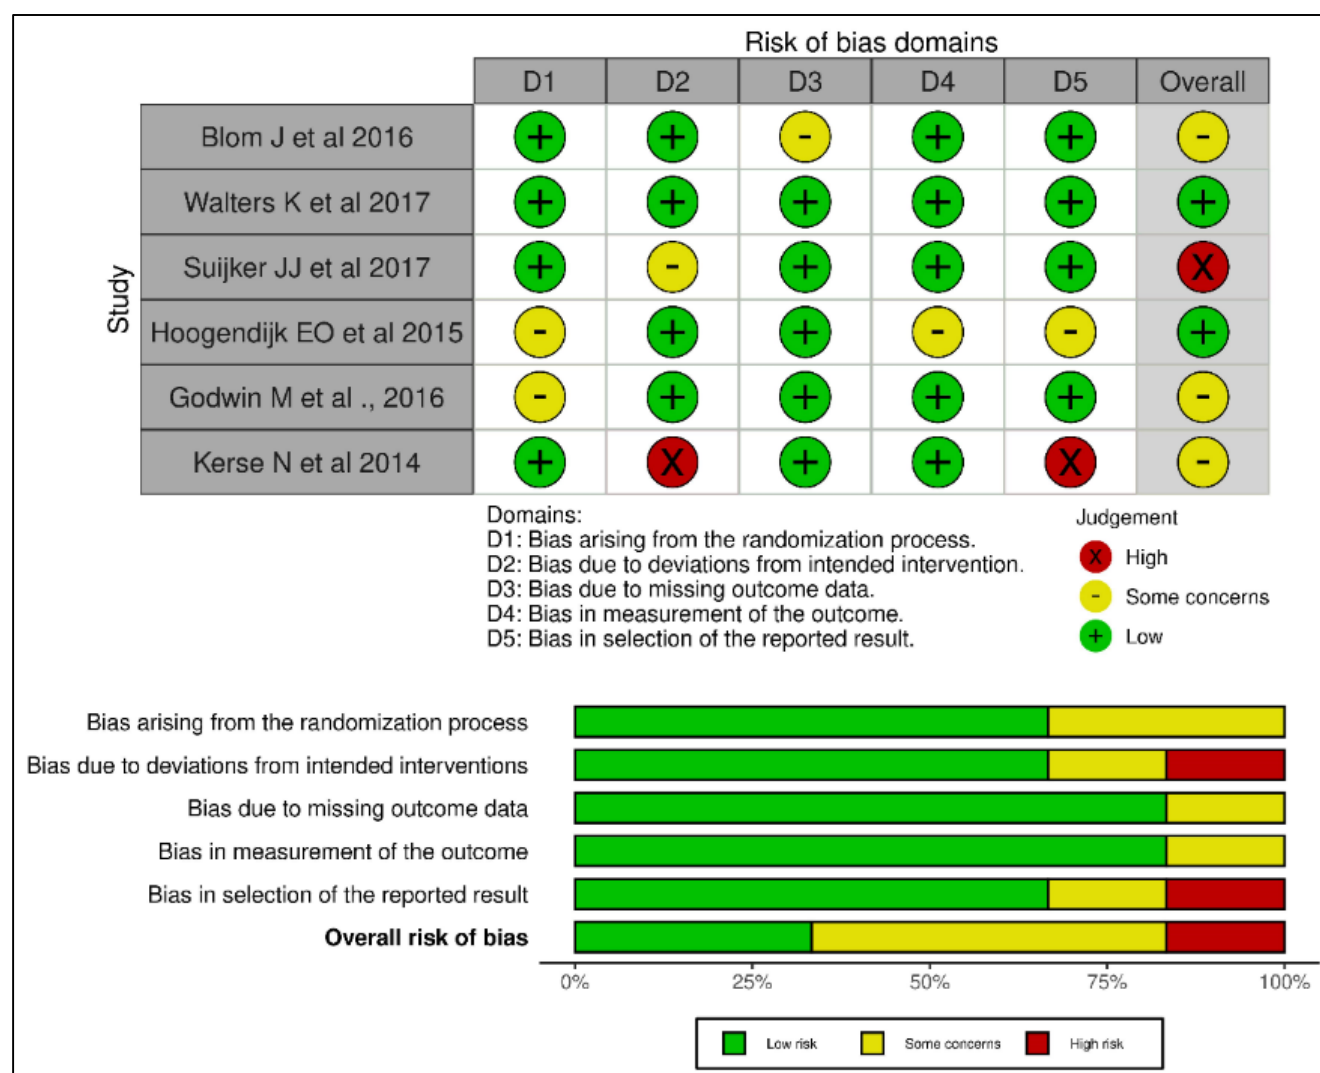 Risk of bias domains
D1 D2 D3 D4 D5 Overall
Study
Blom J et al 2016 + + - + + -
Walters K et al 2017 + + + + + +
Suijker JJ et al 2017 + - + + + X
Hoogendijk EO et al 2015 - + + - - +
Godwin M et al ., 2016 - + + + + -
Kerse N et al 2014 + X + + X -
Domains:
D1: Bias arising from the randomization process.
D2: Bias due to deviations from intended intervention.
D3: Bias due to missing outcome data.
D4: Bias in measurement of the outcome.
D5: Bias in selection of the reported result.
Judgement
X High
- Some concerns
+ Low
Bias arising from the randomization process
Bias due to deviations from intended interventions
Bias due to missing outcome data
Bias in measurement of the outcome
Bias in selection of the reported result
Overall risk of bias
0% 25% 50% 75% 100%
Low risk Some concerns High risk